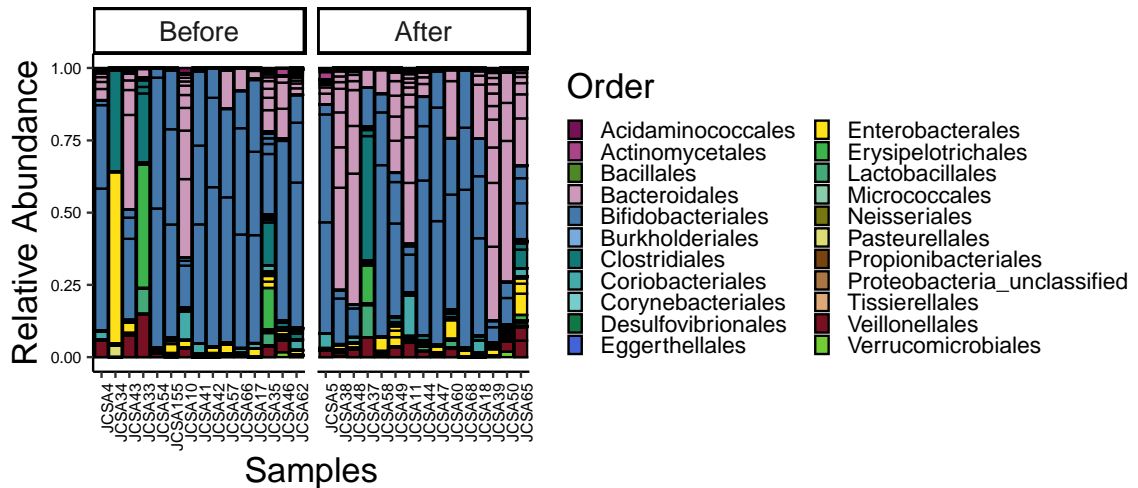 Before
After
Relative Abundance
1.00
0.75
0.50
0.25
0.00
JCSA4
JCSA34
JCSA43
JCSA33
JCSA54
JCSA155
JCSA10
JCSA41
JCSA42
JCSA57
JCSA66
JCSA17
JCSA35
JCSA46
JCSA62
JCSA5
JCSA38
JCSA48
JCSA37
JCSA58
JCSA49
JCSA11
JCSA44
JCSA47
JCSA60
JCSA68
JCSA18
JCSA39
JCSA50
JCSA65
Samples
Order
Acidaminococcales
Actinomycetales
Bacillales
Bacteroidales
Bifidobacteriales
Burkholderiales
Clostridiales
Coriobacteriales
Corynebacteriales
Desulfovibrionales
Eggerthellales
Enterobacterales
Erysipelotrichales
Lactobacillales
Micrococcales
Neisseriales
Pasteurellales
Propionibacteriales
Proteobacteria_unclassified
Tissierellales
Veillonellales
Verrucomicrobiales